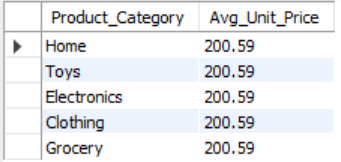 Product_Category Avg_Unit_Price
Home 200.59
Toys 200.59
Electronics 200.59
Clothing 200.59
Grocery 200.59